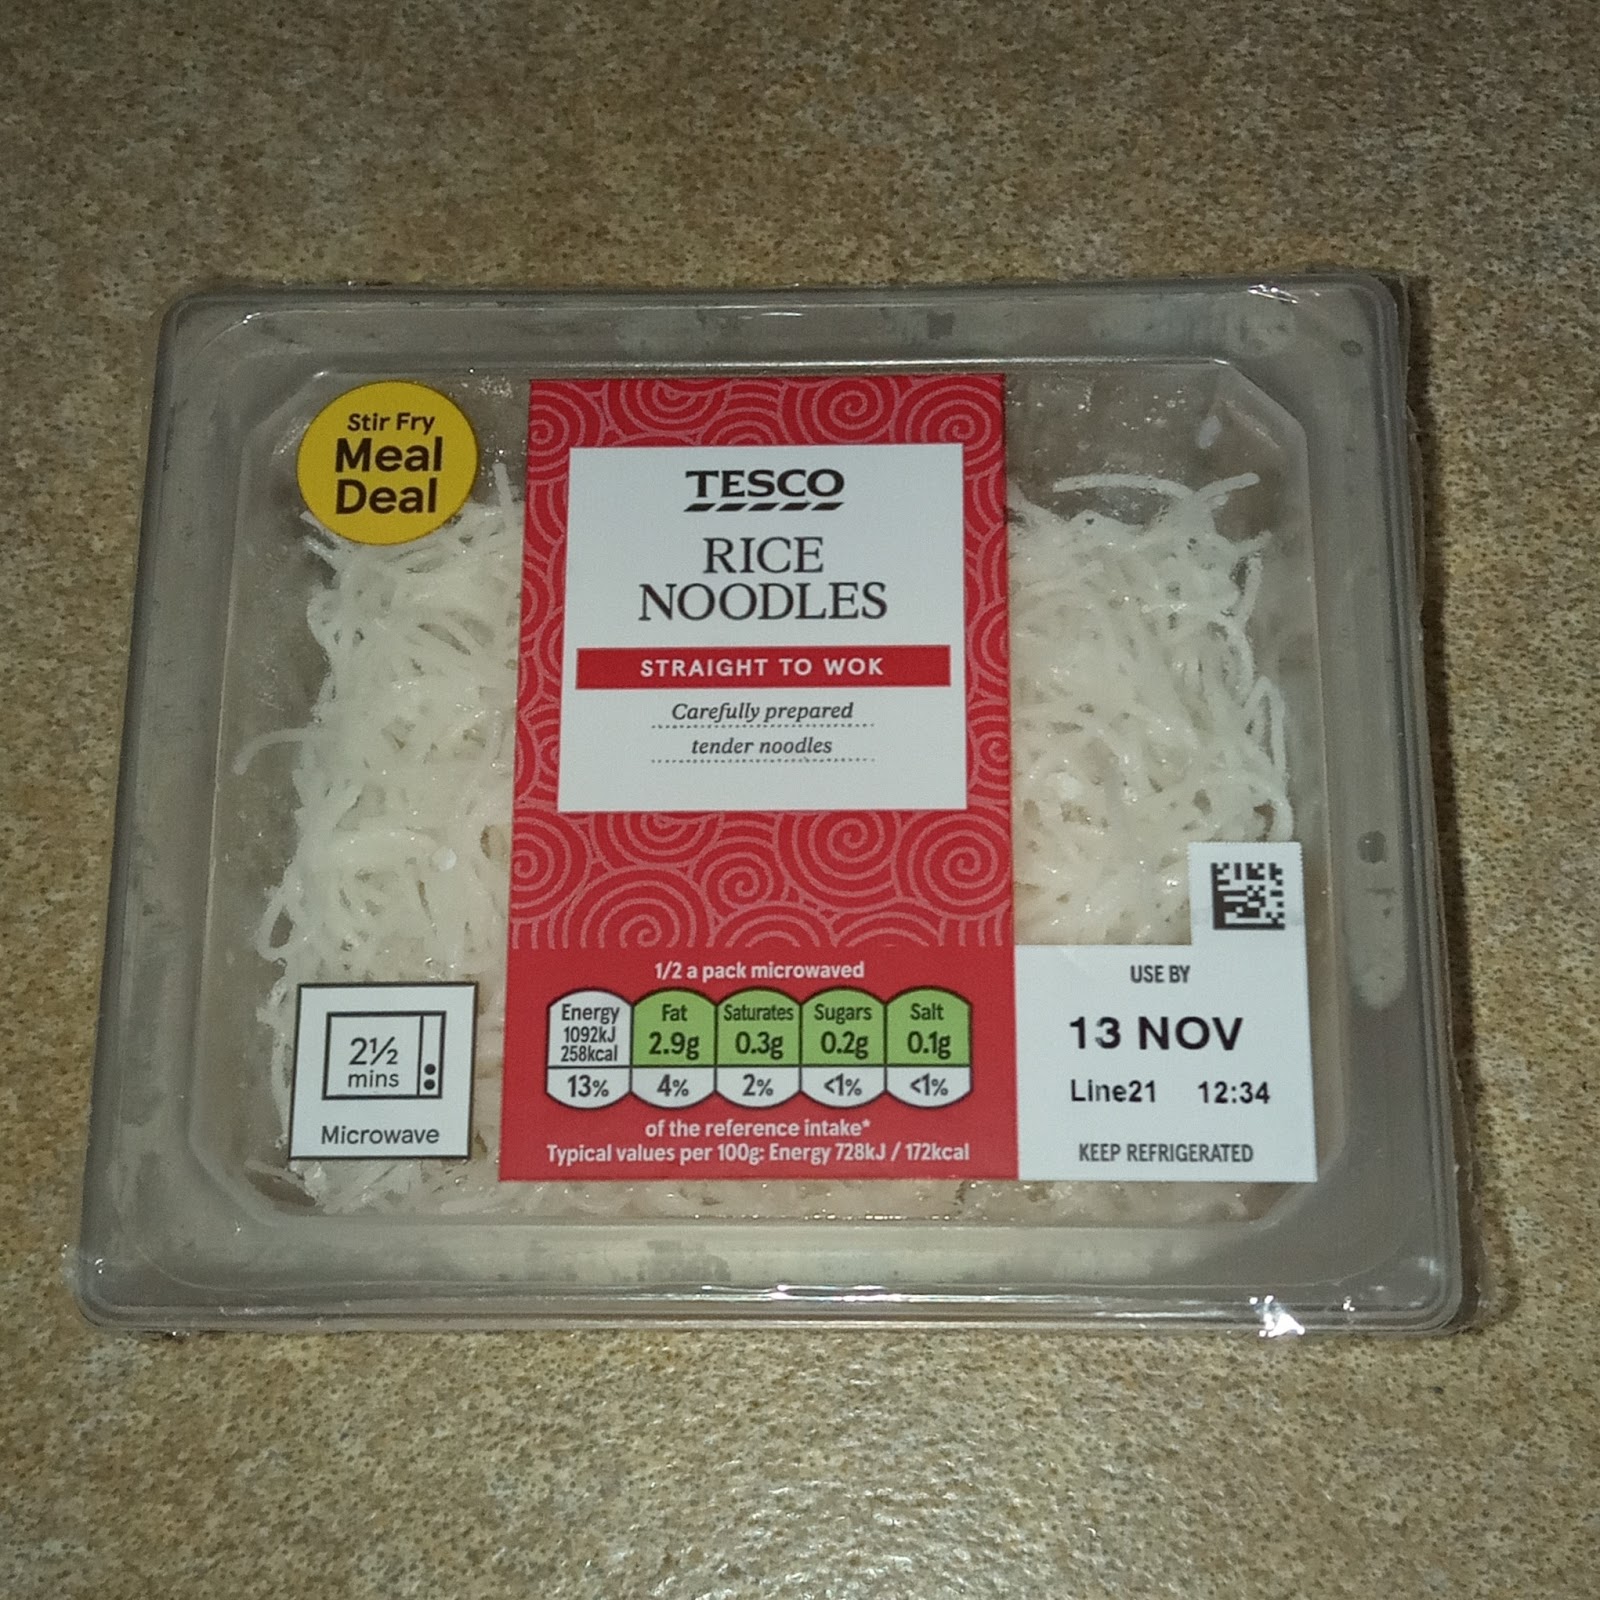 Stir Fry
Meal
Deal
TESCO
RICE
NOODLES
STRAIGHT TO WOK
Carefully prepared
tender noodles
2½
mins
Microwave
1/2 a pack microwaved
Energy
1092kJ
258kcal
13%
Fat
2.9g
4%
Saturates
0.3g
2%
Sugars
0.2g
<1%
Salt
0.1g
<1%
of the reference intake*
Typical values per 100g: Energy 728kJ / 172kcal
USE BY
13 NOV
Line21 12:34
KEEP REFRIGERATED